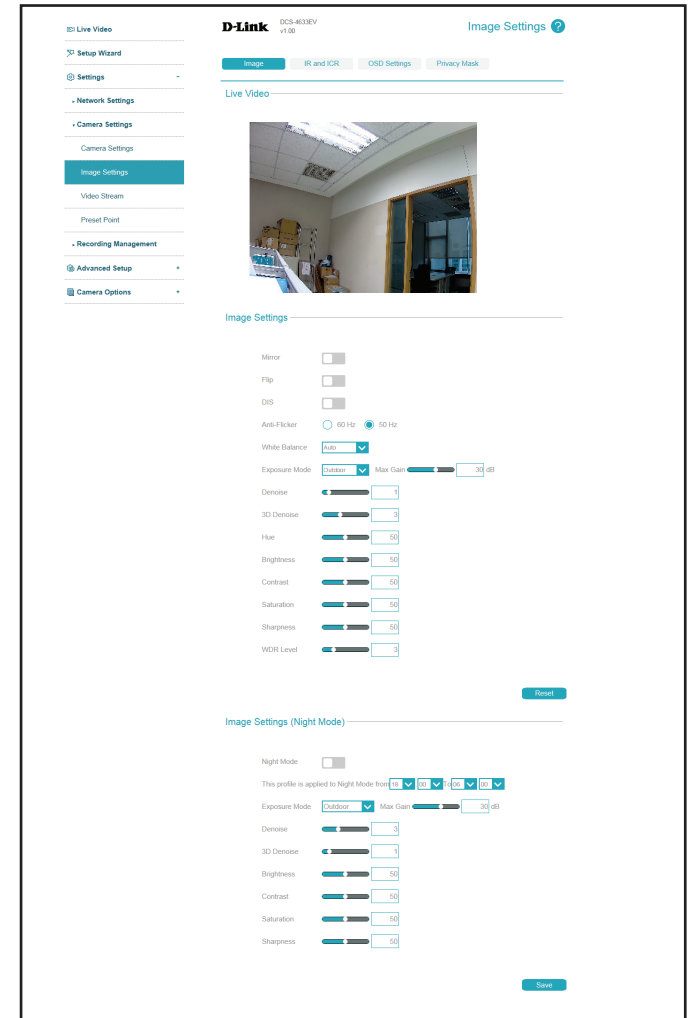 Live Video
Setup Wizard
Settings -
Network Settings
Camera Settings
Camera Settings
Image Settings
Video Stream
Preset Point
Recording Management
Advanced Setup +
Camera Options +
D-Link DCS-4633EV
v1.00
Image Settings ?
Image IR and ICR OSD Settings Privacy Mask
Live Video
Image Settings
Mirror
Flip
DIS
Anti-Flicker 60 Hz 50 Hz
White Balance Auto
Exposure Mode Outdoor Max Gain 30 dB
Denoise 1
3D Denoise 3
Hue 50
Brightness 50
Contrast 50
Saturation 50
Sharpness 50
WDR Level 3
Reset
Image Settings (Night Mode)
Night Mode
This profile is applied to Night Mode from 18 00 To 06 00
Exposure Mode Outdoor Max Gain 30 dB
Denoise 3
3D Denoise 1
Brightness 50
Contrast 50
Saturation 50
Sharpness 50
Save